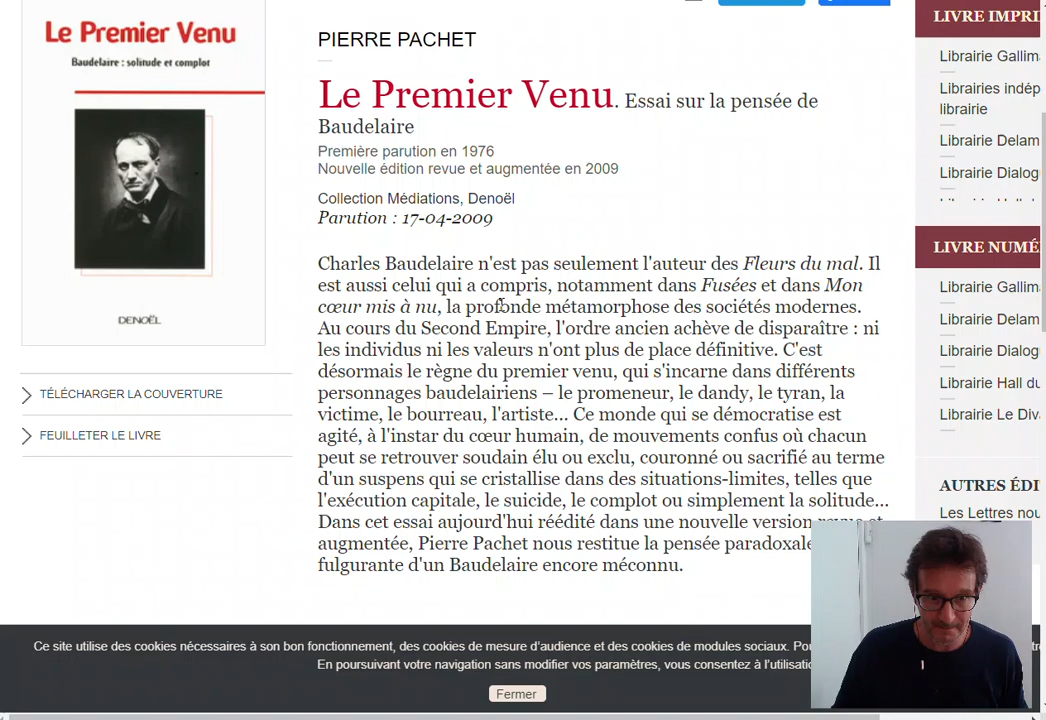 Le Premier Venu
Baudelaire : solitude et complot
DENOËL
TÉLÉCHARGER LA COUVERTURE
FEUILLETER LE LIVRE
PIERRE PACHET
Le Premier Venu. Essai sur la pensée de
Baudelaire
Première parution en 1976
Nouvelle édition revue et augmentée en 2009
Collection Médiations, Denoël
Parution : 17-04-2009
Charles Baudelaire n'est pas seulement l'auteur des Fleurs du mal. Il
est aussi celui qui a compris, notamment dans Fusées et dans Mon
cœur mis à nu, la profonde métamorphose des sociétés modernes.
Au cours du Second Empire, l'ordre ancien achève de disparaître : ni
les individus ni les valeurs n'ont plus de place définitive. C'est
désormais le règne du premier venu, qui s'incarne dans différents
personnages baudelairiens – le promeneur, le dandy, le tyran, la
victime, le bourreau, l'artiste... Ce monde qui se démocratise est
agité, à l'instar du cœur humain, de mouvements confus où chacun
peut se retrouver soudain élu ou exclu, couronné ou sacrifié au terme
d'un suspens qui se cristallise dans des situations-limites, telles que
l'exécution capitale, le suicide, le complot ou simplement la solitude...
Dans cet essai aujourd'hui réédité dans une nouvelle version revue et
augmentée, Pierre Pachet nous restitue la pensée paradoxale
fulgurante d'un Baudelaire encore méconnu.
LIVRE IMPRI
Librairie Gallim
Librairies indép
librairie
Librairie Delam
Librairie Dialog
LIVRE NUMÉ
Librairie Gallima
Librairie Delam
Librairie Dialog
Librairie Hall du
Librairie Le Div
AUTRES ÉDI
Les Lettres nou
Ce site utilise des cookies nécessaires à son bon fonctionnement, des cookies de mesure d'audience et des cookies de modules sociaux. Pou
En poursuivant votre navigation sans modifier vos paramètres, vous consentez à l'utilisatio
Fermer